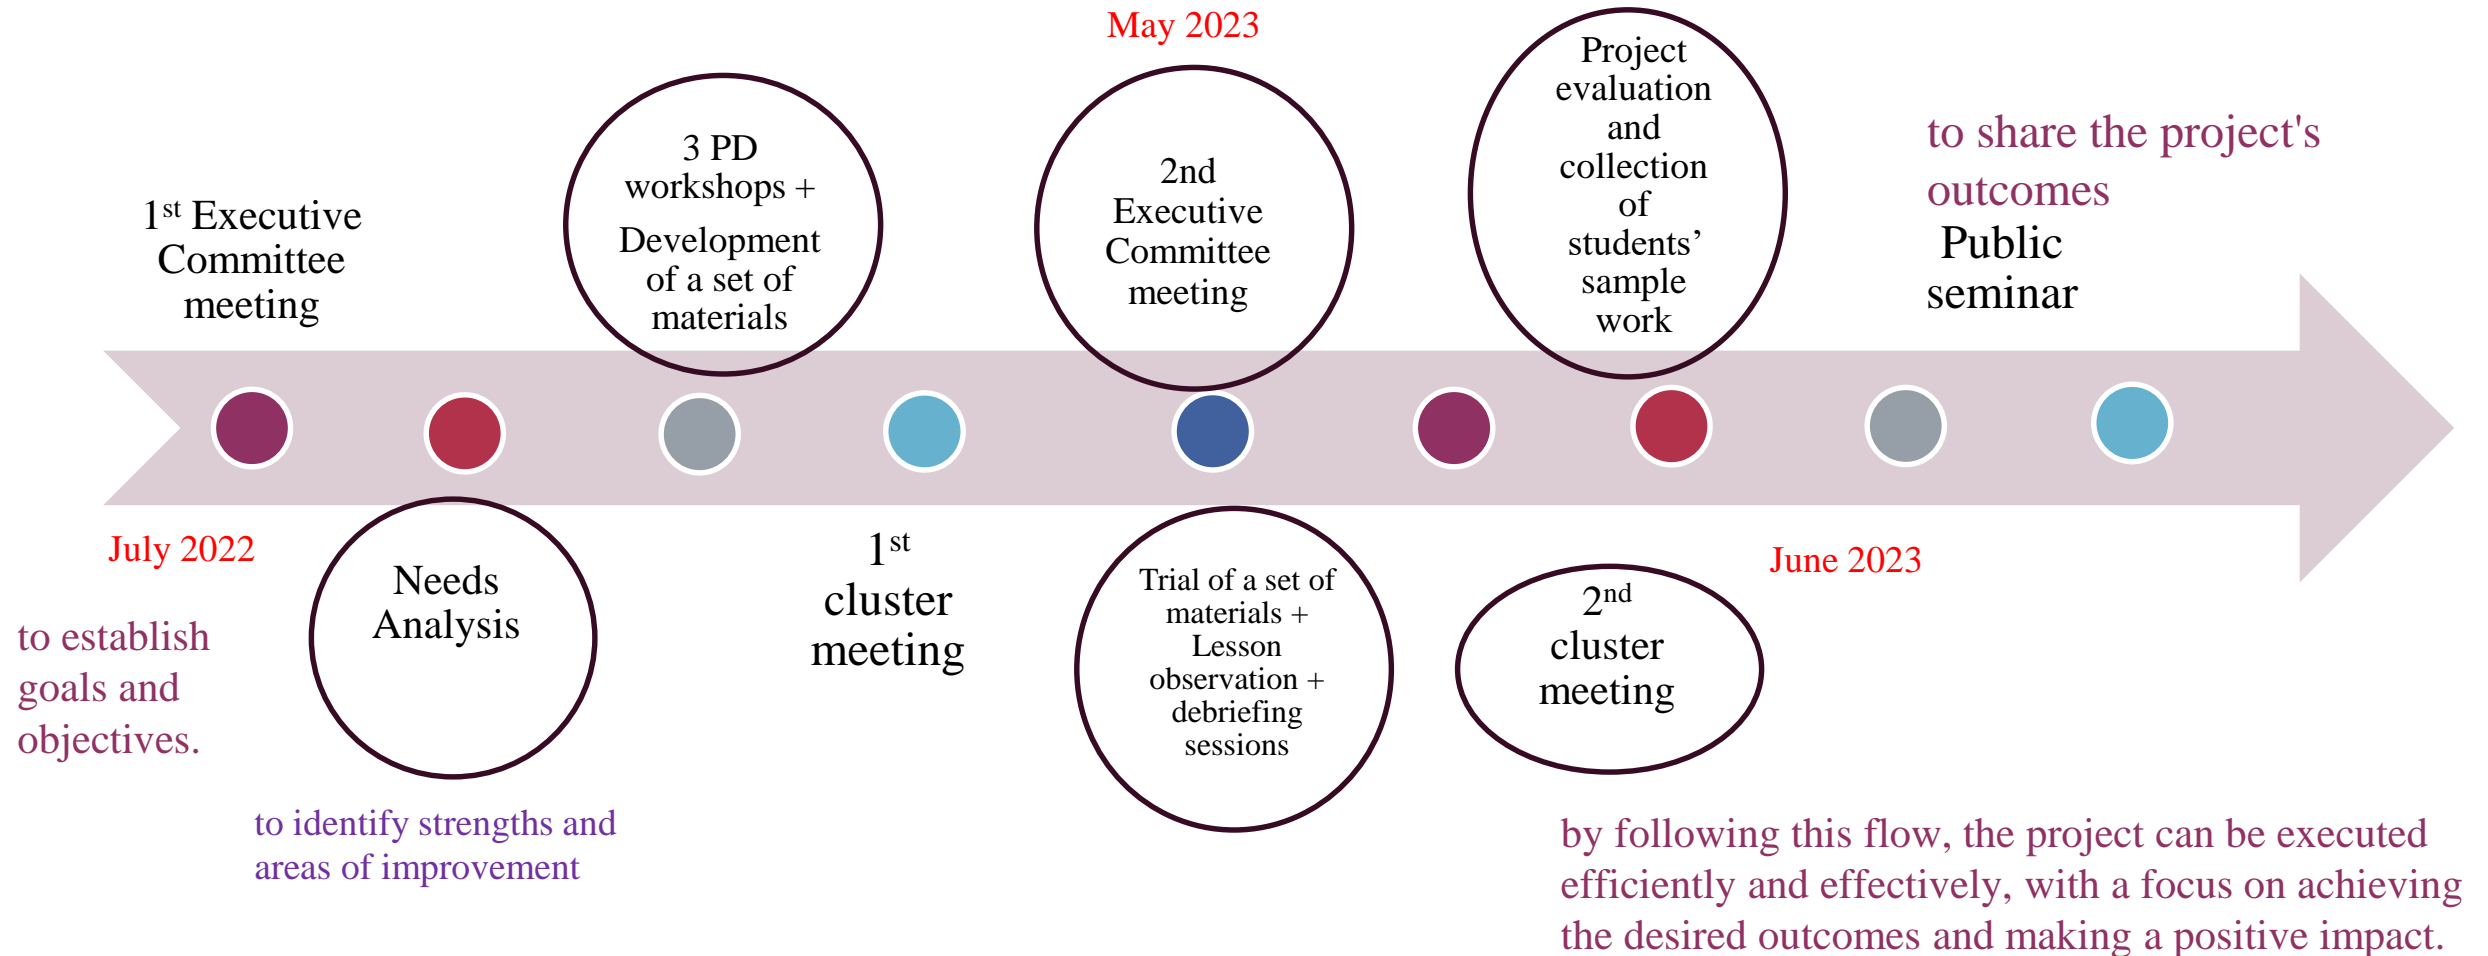 1st Executive
Committee
meeting
July 2022
to establish
goals and
objectives.
Needs
Analysis
to identify strengths and
areas of improvement
3 PD
workshops +
Development
of a set of
materials
1st
cluster
meeting
May 2023
2nd
Executive
Committee
meeting
Trial of a set of
materials +
Lesson
observation +
debriefing
sessions
Project
evaluation
and
collection
of
students’
sample
work
2nd
cluster
meeting
June 2023
to share the project's
outcomes
Public
seminar
by following this flow, the project can be executed
efficiently and effectively, with a focus on achieving
the desired outcomes and making a positive impact.